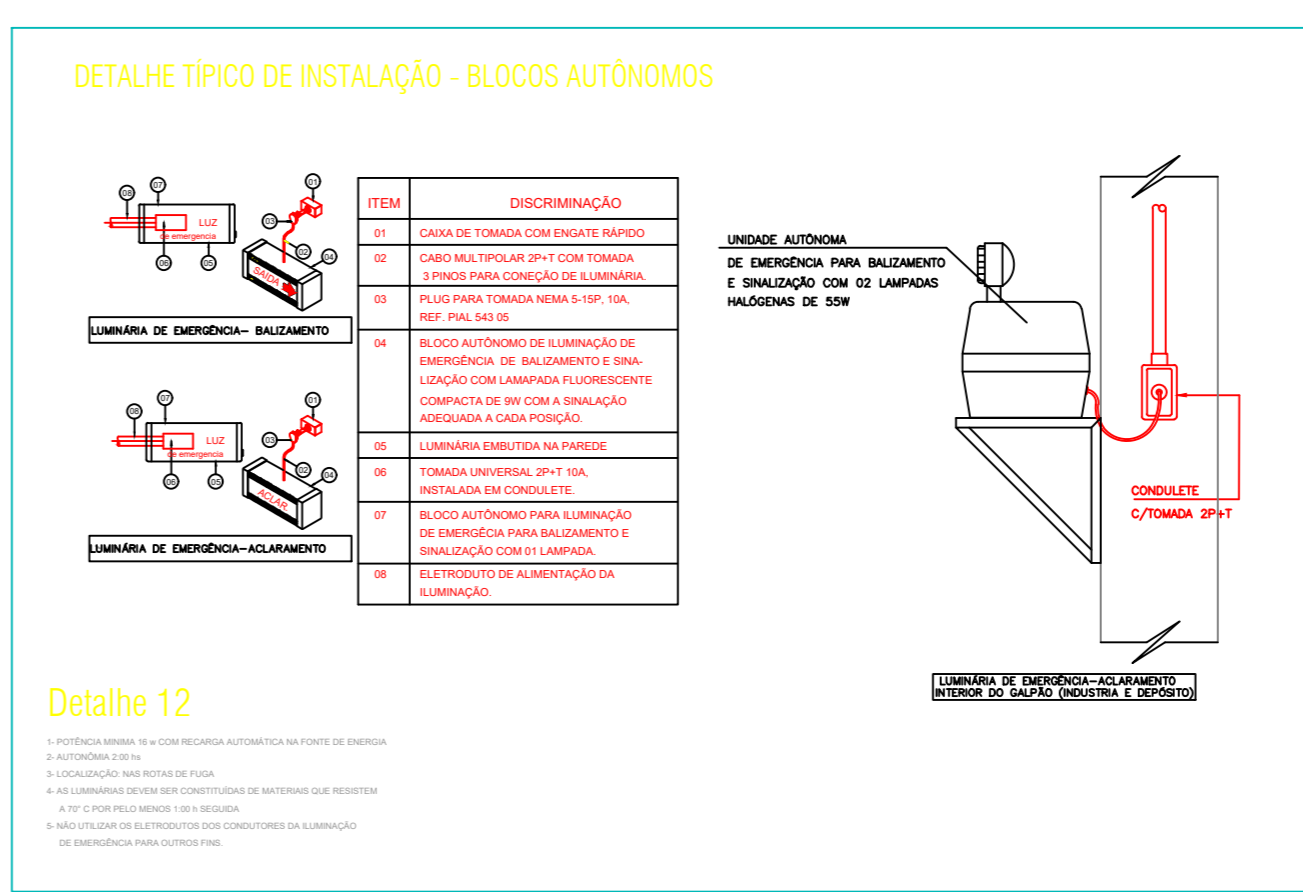 DETALHE TÍPICO DE INSTALAÇÃO - BLOCOS AUTÔNOMOS
08
07
LUZ
de emergencia
06
05
01
03
02
04
SAÍDA
LUMINÁRIA DE EMERGÊNCIA- BALIZAMENTO
08
07
LUZ
de emergencia
06
05
01
03
02
04
ACLAR.
LUMINÁRIA DE EMERGÊNCIA-ACLARAMENTO
ITEM DISCRIMINAÇÃO
01 CAIXA DE TOMADA COM ENGATE RÁPIDO
02 CABO MULTIPOLAR 2P+T COM TOMADA
3 PINOS PARA CONEÇÃO DE ILUMINÁRIA.
03 PLUG PARA TOMADA NEMA 5-15P, 10A,
REF. PIAL 543 05
04 BLOCO AUTÔNOMO DE ILUMINAÇÃO DE
EMERGÊNCIA DE BALIZAMENTO E SINA-
LIZAÇÃO COM LAMAPADA FLUORESCENTE
COMPACTA DE 9W COM A SINALAÇÃO
ADEQUADA A CADA POSIÇÃO.
05 LUMINÁRIA EMBUTIDA NA PAREDE
06 TOMADA UNIVERSAL 2P+T 10A,
INSTALADA EM CONDULETE.
07 BLOCO AUTÔNOMO PARA ILUMINAÇÃO
DE EMERGÊCIA PARA BALIZAMENTO E
SINALIZAÇÃO COM 01 LAMPADA.
08 ELETRODUTO DE ALIMENTAÇÃO DA
ILUMINAÇÃO.
UNIDADE AUTÔNOMA
DE EMERGÊNCIA PARA BALIZAMENTO
E SINALIZAÇÃO COM 02 LAMPADAS
HALÓGENAS DE 55W
CONDULETE
C/TOMADA 2P+T
LUMINÁRIA DE EMERGÊNCIA-ACLARAMENTO
INTERIOR DO GALPÃO (INDUSTRIA E DEPÓSITO)
Detalhe 12
1- POTÊNCIA MINIMA 16 w COM RECARGA AUTOMÁTICA NA FONTE DE ENERGIA
2- AUTONÔMIA 2:00 hs
3- LOCALIZAÇÃO: NAS ROTAS DE FUGA
4- AS LUMINÁRIAS DEVEM SER CONSTITUÍDAS DE MATERIAIS QUE RESISTEM
A 70° C POR PELO MENOS 1:00 h SEGUIDA
5- NÃO UTILIZAR OS ELETRODUTOS DOS CONDUTORES DA ILUMINAÇÃO
DE EMERGÊNCIA PARA OUTROS FINS.